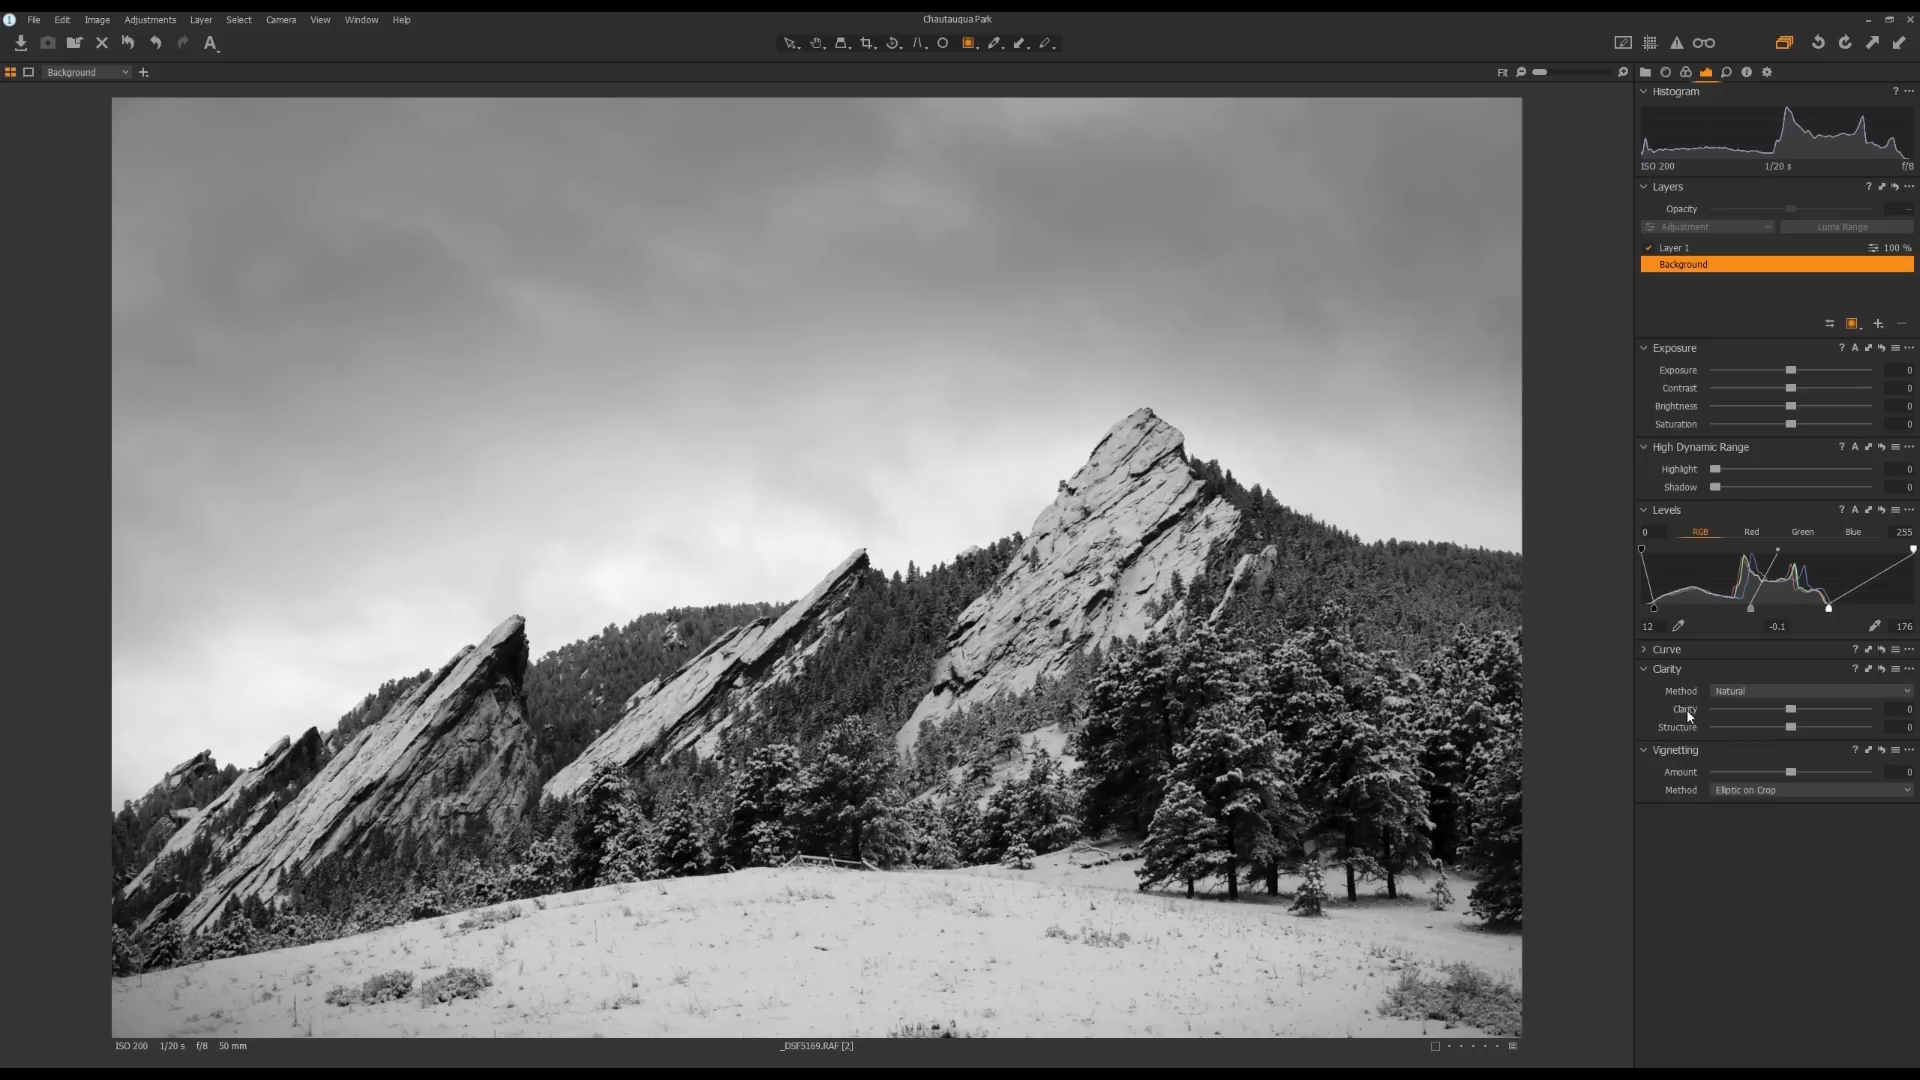 File Edit Image Adjustments Layer Select Camera View Window Help
Chautauqua Park
A
Background
Fit
Histogram
ISO 200 1/20 s f/8
Layers
Opacity
Adjustment Luma Range
Layer 1 100 %
Background
Exposure
Exposure 0
Contrast 0
Brightness 0
Saturation 0
High Dynamic Range
Highlight 0
Shadow 0
Levels
0 RGB Red Green Blue 255
12 -0.1 176
Curve
Clarity
Method Natural
Clarity 0
Structure 0
Vignetting
Amount 0
Method Elliptic on Crop
ISO 200 1/20 s f/8 50 mm
_DSF5169.RAF [2]